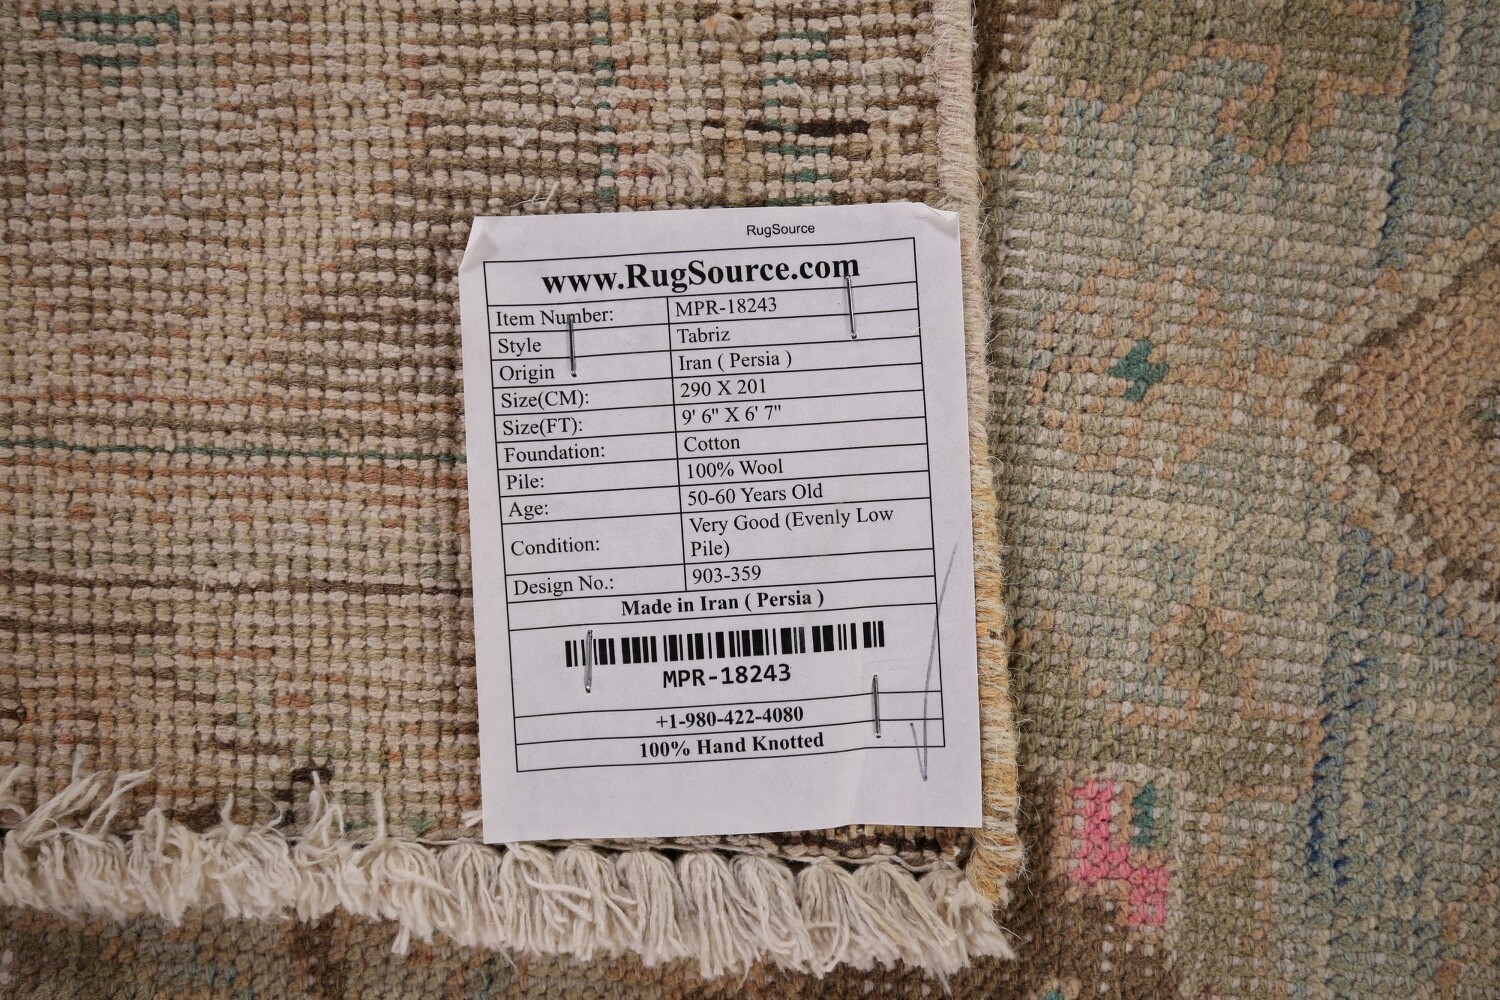 RugSource
www.RugSource.com
Item Number: MPR-18243
Style Tabriz
Origin Iran ( Persia )
Size(CM): 290 X 201
Size(FT): 9' 6" X 6' 7"
Foundation: Cotton
Pile: 100% Wool
Age: 50-60 Years Old
Condition: Very Good (Evenly Low
Pile)
Design No.: 903-359
Made in Iran ( Persia )
MPR-18243
+1-980-422-4080
100% Hand Knotted